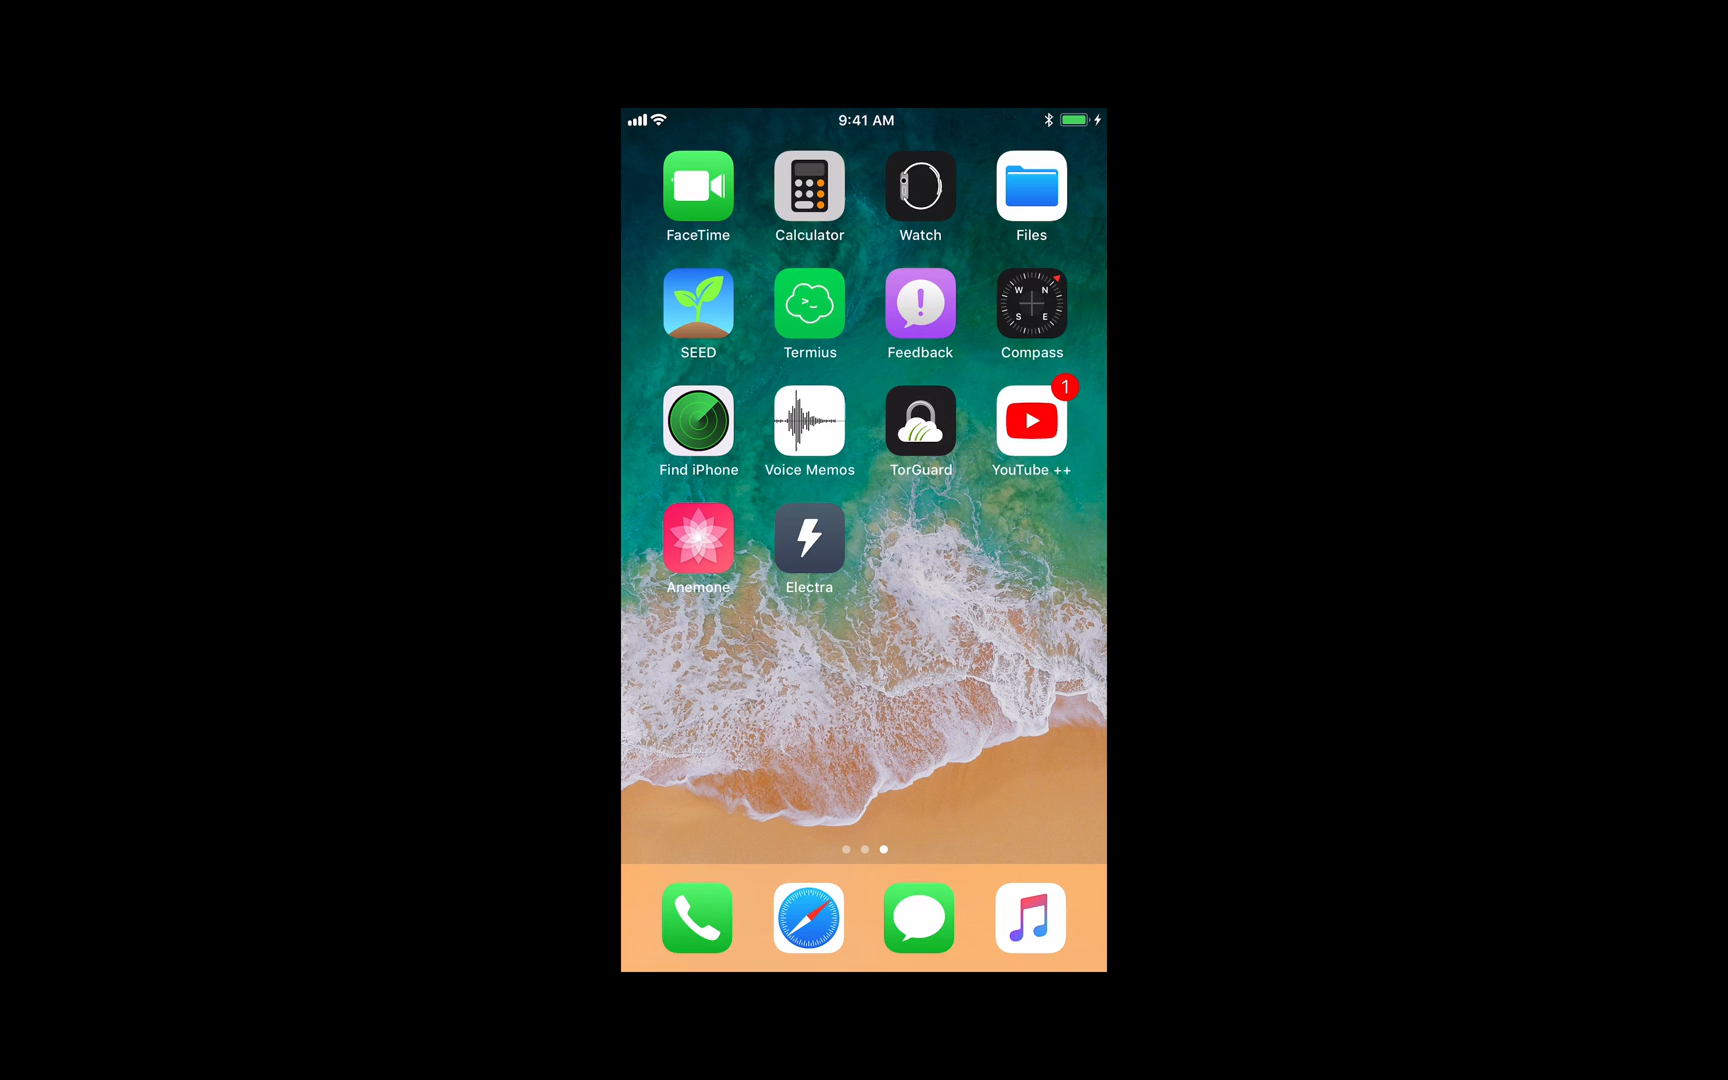 9:41 AM
FaceTime Calculator Watch Files
>_
W N
S E
SEED Termius Feedback Compass
1
Find iPhone Voice Memos TorGuard YouTube ++
Anemone Electra